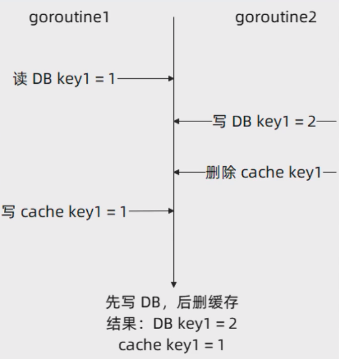 goroutine1
goroutine2
读 DB key1 = 1
写 DB key1 = 2
删除 cache key1
写 cache key1 = 1
先写 DB，后删缓存
结果：DB key1 = 2
cache key1 = 1